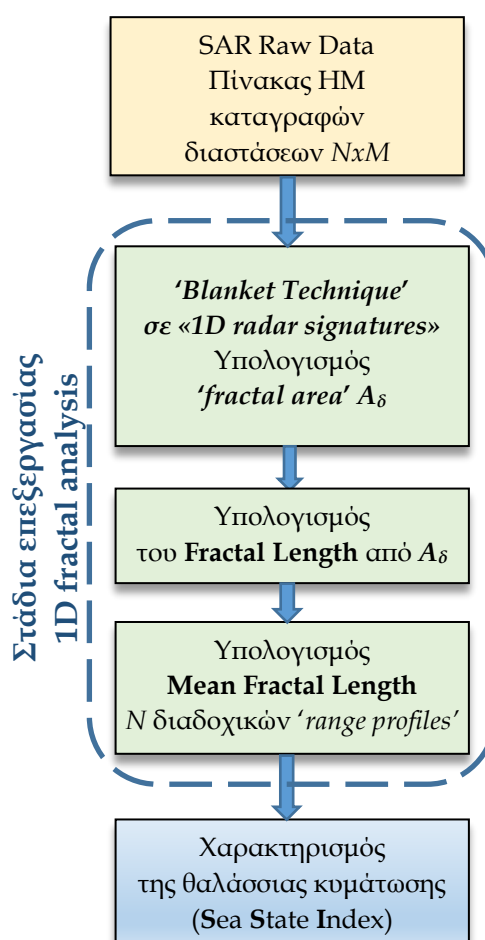 SAR Raw Data
Πίνακας ΗΜ
καταγραφών
διαστάσεων NxM
Στάδια επεξεργασίας
1D fractal analysis
‘Blanket Technique’
σε «1D radar signatures»
Υπολογισμός
‘fractal area’ Aδ
Υπολογισμός
του Fractal Length από Aδ
Υπολογισμός
Mean Fractal Length
N διαδοχικών ‘range profiles’
Χαρακτηρισμός
της θαλάσσιας κυμάτωσης
(Sea State Index)